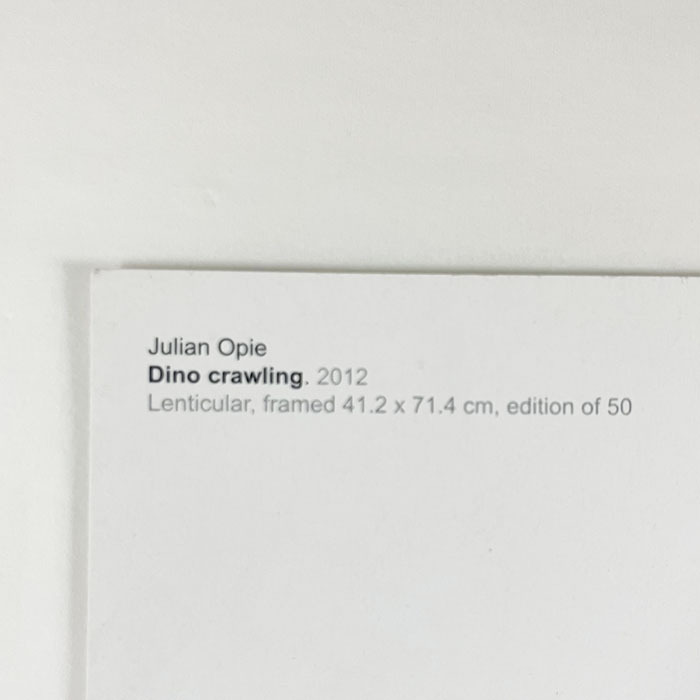 Julian Opie
Dino crawling. 2012
Lenticular, framed 41.2 x 71.4 cm, edition of 50